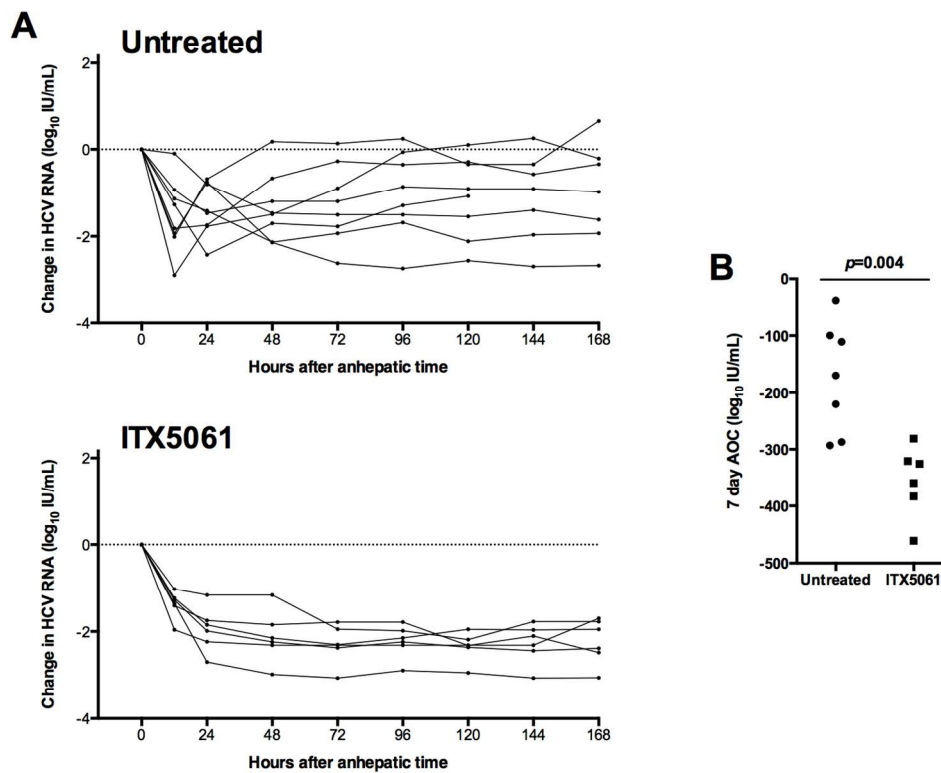 A
Untreated
Change in HCV RNA (log₁₀ IU/mL)
2
0
-2
-4
0 24 48 72 96 120 144 168
Hours after anhepatic time
ITX5061
Change in HCV RNA (log₁₀ IU/mL)
2
0
-2
-4
0 24 48 72 96 120 144 168
Hours after anhepatic time
B
p=0.004
7 day AOC (log₁₀ IU/mL)
0
-100
-200
-300
-400
-500
Untreated ITX5061